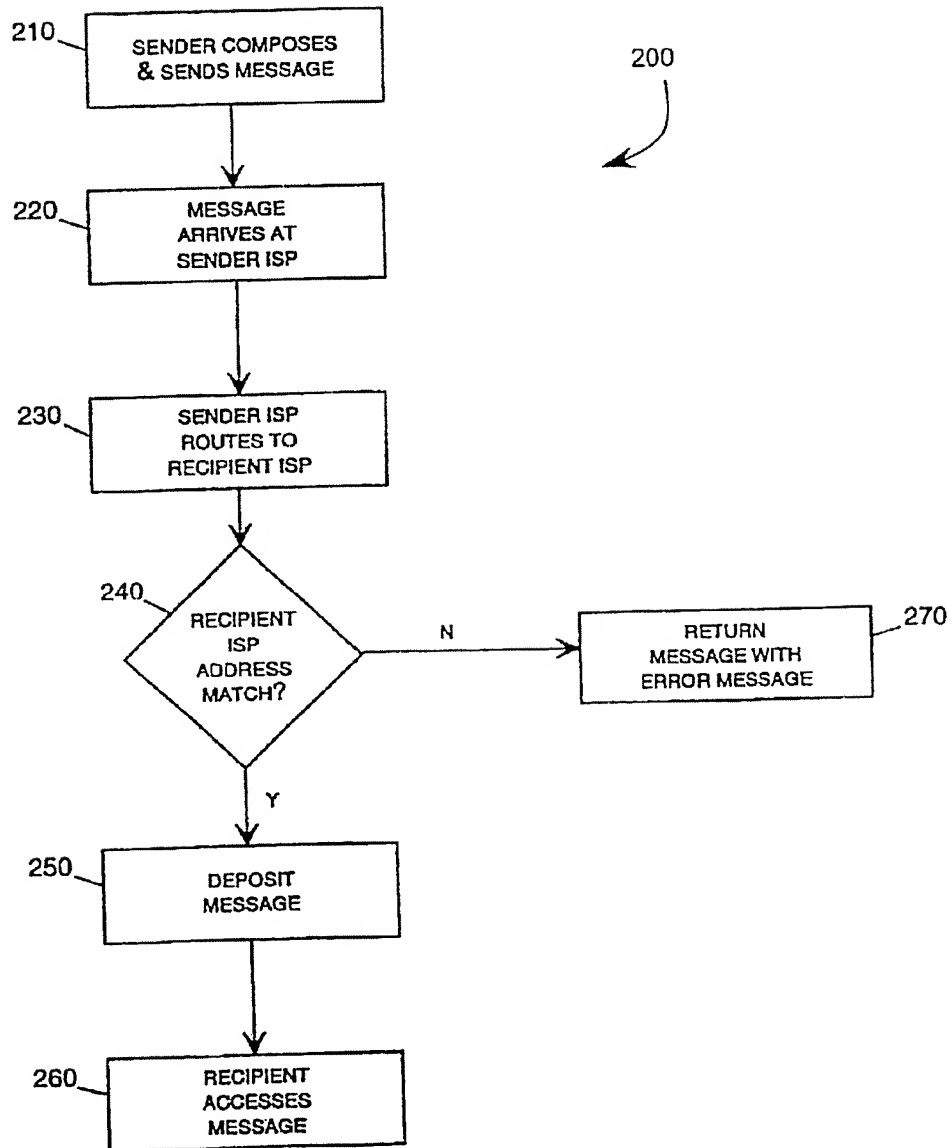 210
SENDER COMPOSES
& SENDS MESSAGE
200
220
MESSAGE
ARRIVES AT
SENDER ISP
230
SENDER ISP
ROUTES TO
RECIPIENT ISP
240
RECIPIENT
ISP
ADDRESS
MATCH?
N
270
RETURN
MESSAGE WITH
ERROR MESSAGE
Y
250
DEPOSIT
MESSAGE
260
RECIPIENT
ACCESSES
MESSAGE